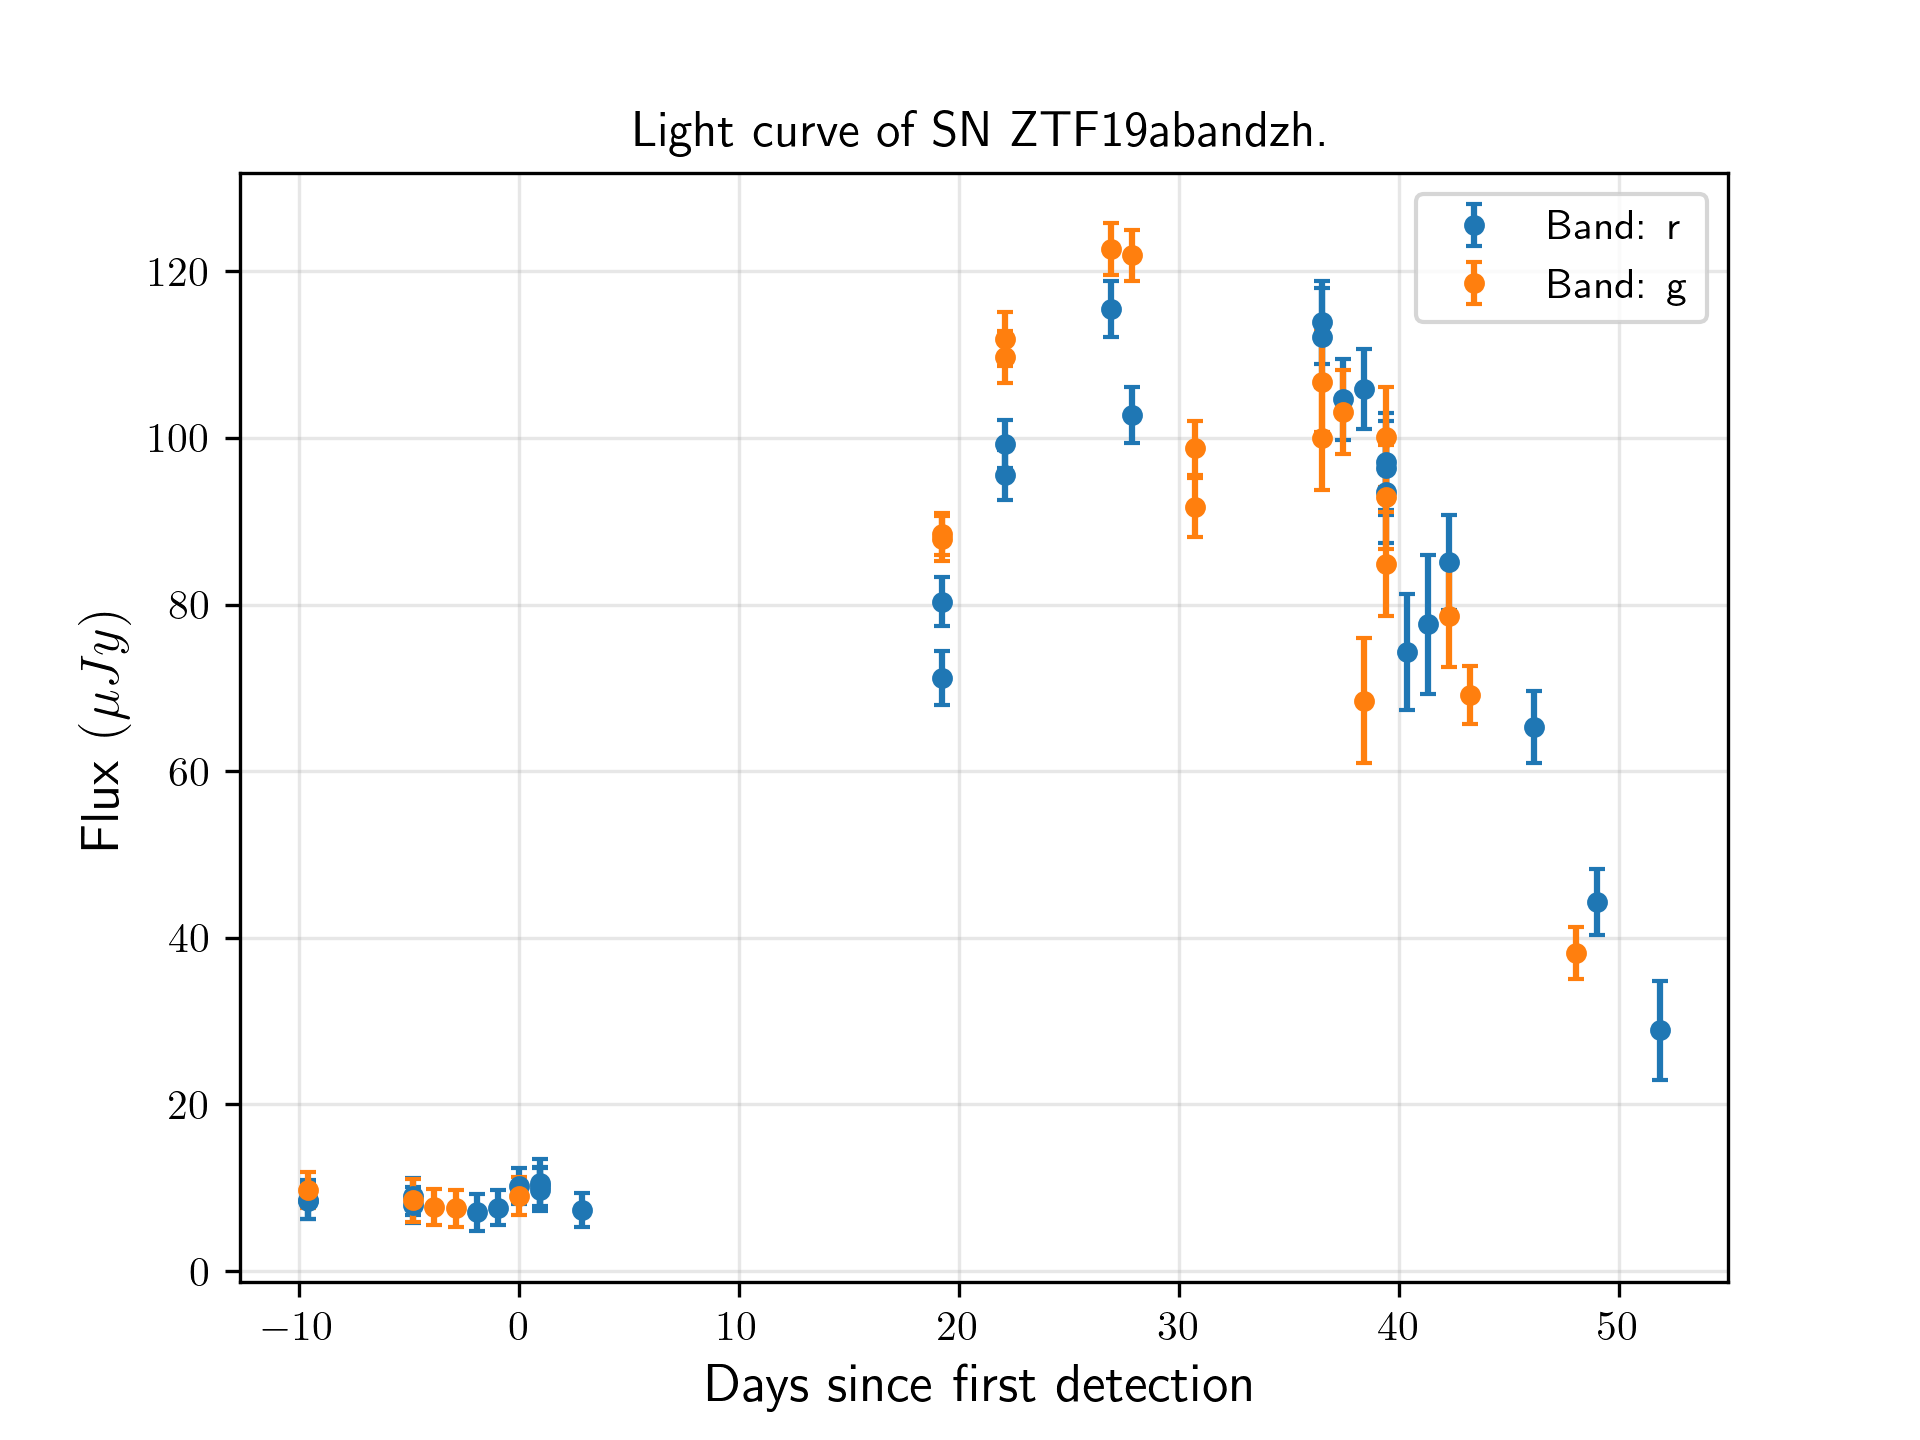 Light curve of SN ZTF19abandzh.
Band: r
Band: g
120
100
80
60
40
20
0
Flux (μJy)
−10 0 10 20 30 40 50
Days since first detection